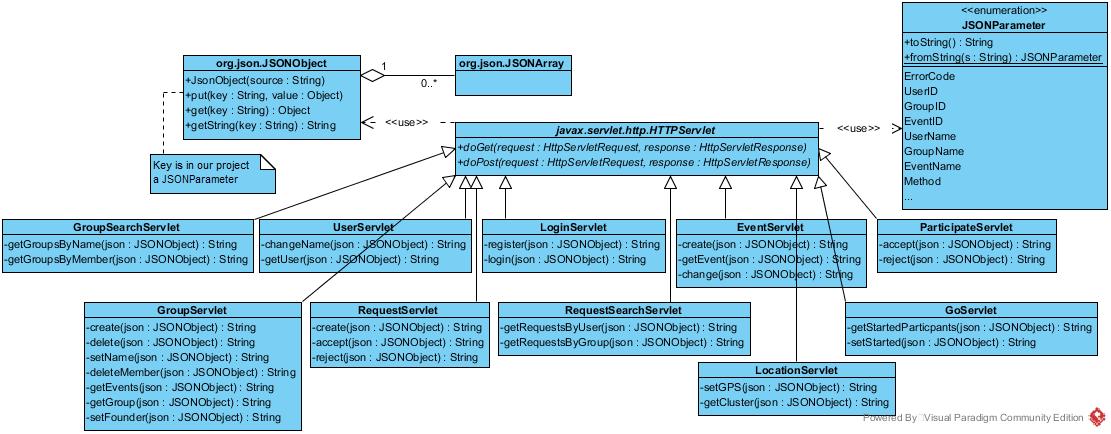 <<enumeration>>
JSONParameter
+toString() : String
+fromString(s : String) : JSONParameter
ErrorCode
UserID
GroupID
EventID
UserName
GroupName
EventName
Method
...
org.json.JSONObject
+JsonObject(source : String)
+put(key : String, value : Object)
+get(key : String) : Object
+getString(key : String) : String
1
0..*
org.json.JSONArray
Key is in our project
a JSONParameter
<<use>>
<<use>>
javax.servlet.http.HTTPServlet
+doGet(request : HttpServletRequest, response : HttpServletResponse)
+doPost(request : HttpServletRequest, response : HttpServletResponse)
GroupSearchServlet
-getGroupsByName(json : JSONObject) : String
-getGroupsByMember(json : JSONObject) : String
UserServlet
-changeName(json : JSONObject) : String
-getUser(json : JSONObject) : String
LoginServlet
-register(json : JSONObject) : String
-login(json : JSONObject) : String
EventServlet
-create(json : JSONObject) : String
-getEvent(json : JSONObject) : String
-change(json : JSONObject) : String
ParticipateServlet
-accept(json : JSONObject) : String
-reject(json : JSONObject) : String
GroupServlet
-create(json : JSONObject) : String
-delete(json : JSONObject) : String
-setName(json : JSONObject) : String
-deleteMember(json : JSONObject) : String
-getEvents(json : JSONObject) : String
-getGroup(json : JSONObject) : String
-setFounder(json : JSONObject) : String
RequestServlet
-create(json : JSONObject) : String
-accept(json : JSONObject) : String
-reject(json : JSONObject) : String
RequestSearchServlet
-getRequestsByUser(json : JSONObject) : String
-getRequestsByGroup(json : JSONObject) : String
GoServlet
-getStartedParticpants(json : JSONObject) : String
-setStarted(json : JSONObject) : String
LocationServlet
-setGPS(json : JSONObject) : String
-getCluster(json : JSONObject) : String
Powered By Visual Paradigm Community Edition